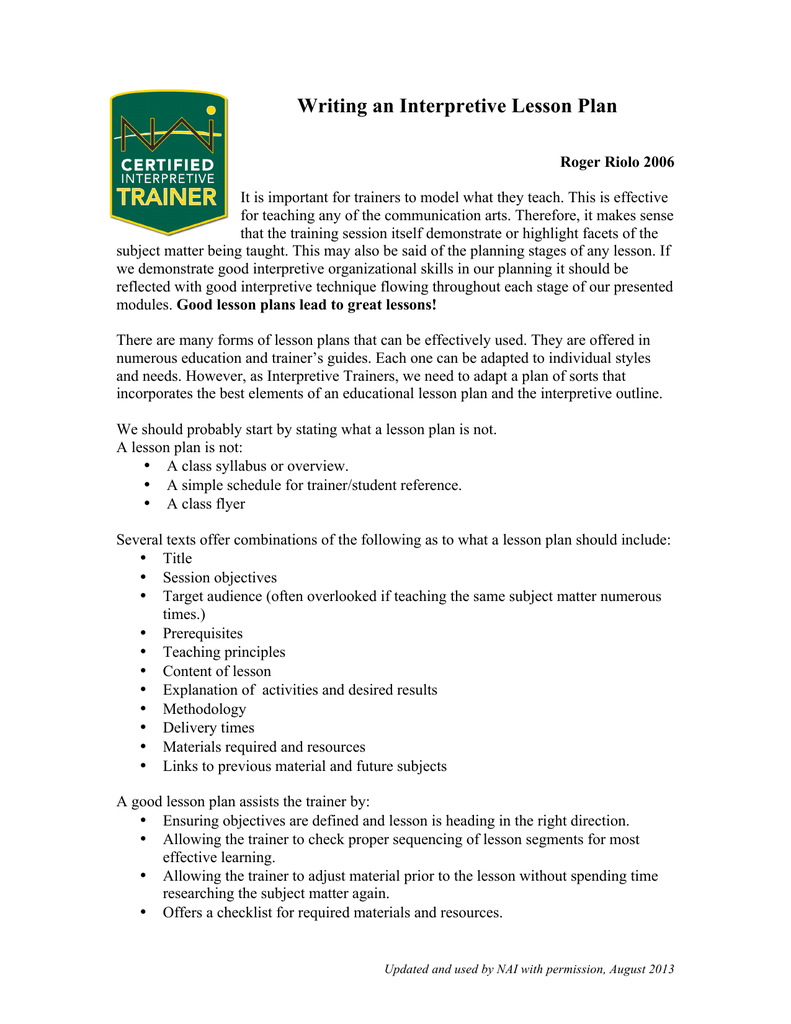 Writing an Interpretive Lesson Plan
NAI
CERTIFIED
INTERPRETIVE
TRAINER
Roger Riolo 2006
It is important for trainers to model what they teach. This is effective
for teaching any of the communication arts. Therefore, it makes sense
that the training session itself demonstrate or highlight facets of the
subject matter being taught. This may also be said of the planning stages of any lesson. If
we demonstrate good interpretive organizational skills in our planning it should be
reflected with good interpretive technique flowing throughout each stage of our presented
modules. Good lesson plans lead to great lessons!
There are many forms of lesson plans that can be effectively used. They are offered in
numerous education and trainer’s guides. Each one can be adapted to individual styles
and needs. However, as Interpretive Trainers, we need to adapt a plan of sorts that
incorporates the best elements of an educational lesson plan and the interpretive outline.
We should probably start by stating what a lesson plan is not.
A lesson plan is not:
• A class syllabus or overview.
• A simple schedule for trainer/student reference.
• A class flyer
Several texts offer combinations of the following as to what a lesson plan should include:
• Title
• Session objectives
• Target audience (often overlooked if teaching the same subject matter numerous
times.)
• Prerequisites
• Teaching principles
• Content of lesson
• Explanation of activities and desired results
• Methodology
• Delivery times
• Materials required and resources
• Links to previous material and future subjects
A good lesson plan assists the trainer by:
• Ensuring objectives are defined and lesson is heading in the right direction.
• Allowing the trainer to check proper sequencing of lesson segments for most
effective learning.
• Allowing the trainer to adjust material prior to the lesson without spending time
researching the subject matter again.
• Offers a checklist for required materials and resources.
Updated and used by NAI with permission, August 2013